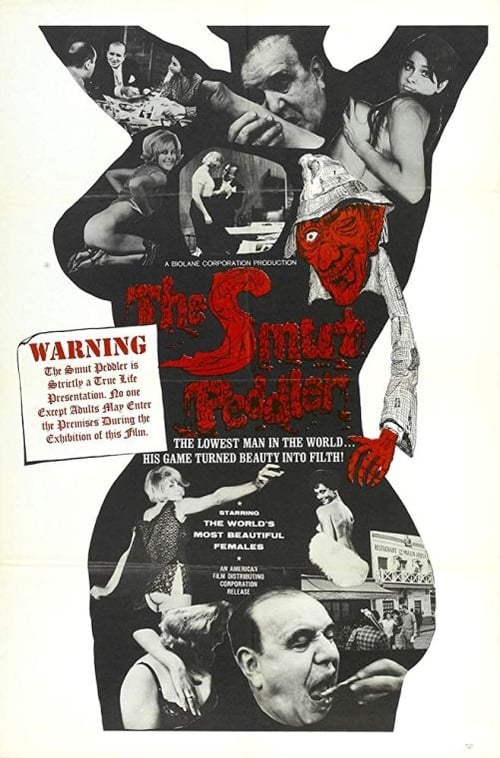 A BIOLANE CORPORATION PRODUCTION
The Smut
Peddler
WARNING
The Smut Peddler is
Strictly a True Life
Presentation. No one
Except Adults May Enter
the Premises During the
Exhibition of this Film.
THE LOWEST MAN IN THE WORLD...
HIS GAME TURNED BEAUTY INTO FILTH!
STARRING
THE WORLD'S
MOST BEAUTIFUL
FEMALES
AN AMERICAN
FILM DISTRIBUTING
CORPORATION
RELEASE
RESTAURANT